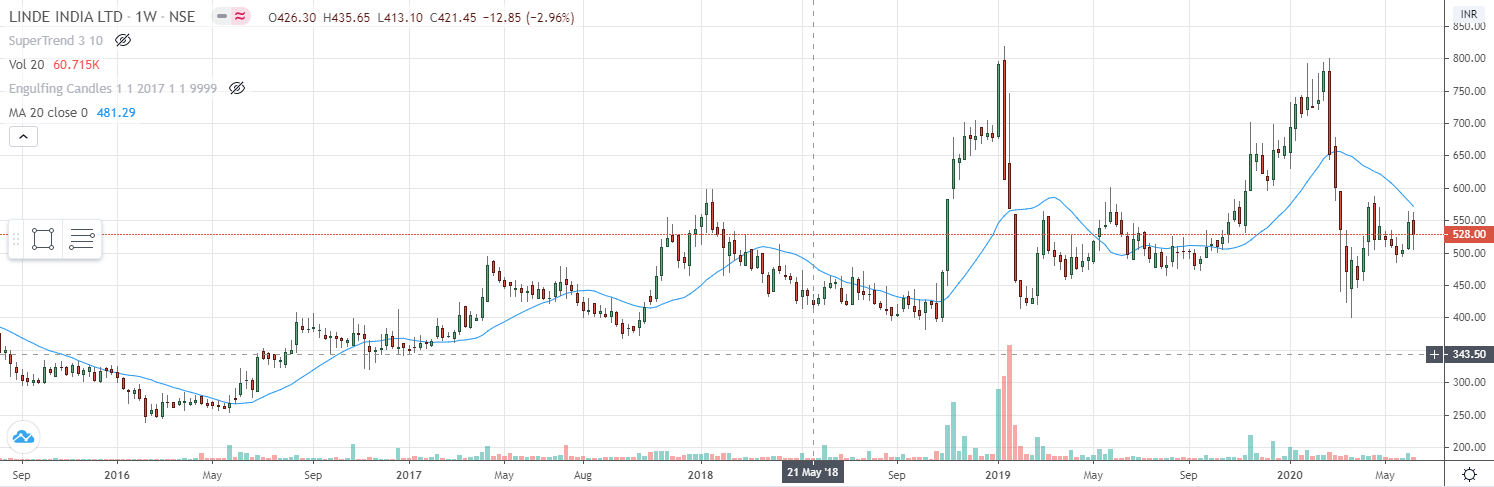 LINDE INDIA LTD · 1W · NSE O426.30 H435.65 L413.10 C421.45 −12.85 (−2.96%)
SuperTrend 3 10
Vol 20 60.715K
Engulfing Candles 1 1 2017 1 1 9999
MA 20 close 0 481.29
INR
850.00
800.00
750.00
700.00
650.00
600.00
550.00
528.00
500.00
450.00
400.00
343.50
300.00
250.00
200.00
Sep 2016 May Sep 2017 May Aug 2018 21 May '18 Sep 2019 May Sep 2020 May